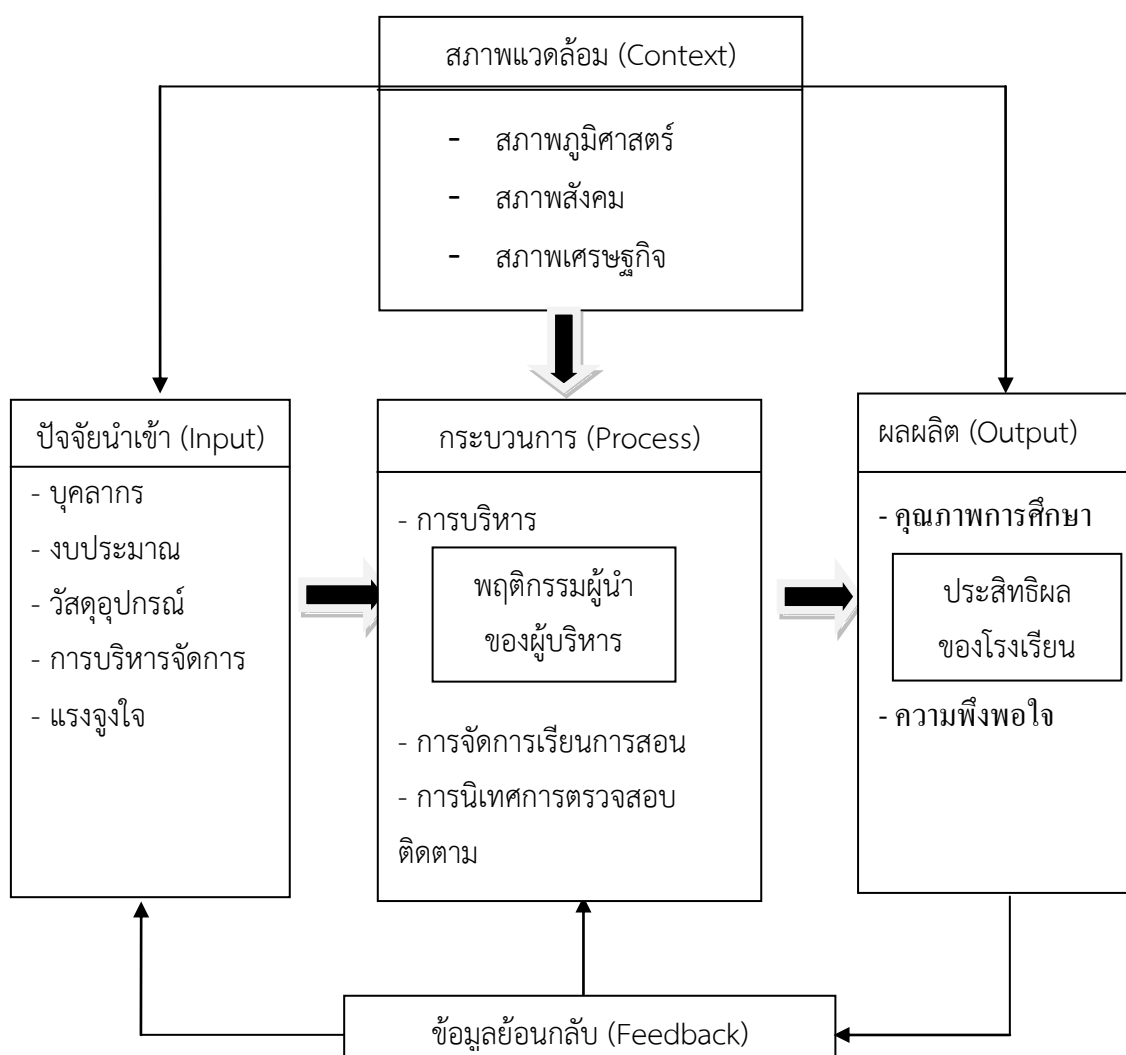 สภาพแวดล้อม (Context)
- สภาพภูมิศาสตร์
- สภาพสังคม
- สภาพเศรษฐกิจ
ปัจจัยนำเข้า (Input)
- บุคลากร
- งบประมาณ
- วัสดุอุปกรณ์
- การบริหารจัดการ
- แรงจูงใจ
กระบวนการ (Process)
- การบริหาร
พฤติกรรมผู้นำ
ของผู้บริหาร
- การจัดการเรียนการสอน
- การนิเทศการตรวจสอบ
ติดตาม
ผลผลิต (Output)
- คุณภาพการศึกษา
ประสิทธิผล
ของโรงเรียน
- ความพึงพอใจ
ข้อมูลย้อนกลับ (Feedback)